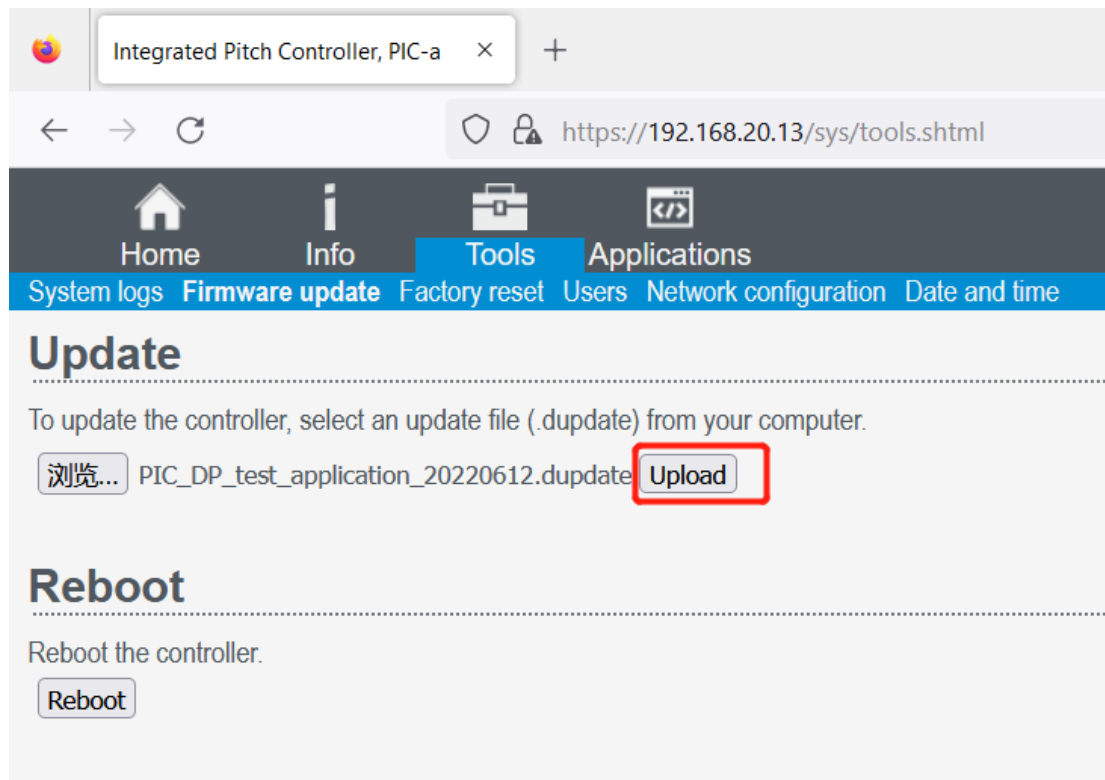 Integrated Pitch Controller, PIC-a
https://192.168.20.13/sys/tools.shtml
Home Info Tools Applications
System logs Firmware update Factory reset Users Network configuration Date and time
Update
To update the controller, select an update file (.dupdate) from your computer.
浏览... PIC_DP_test_application_20220612.dupdate Upload
Reboot
Reboot the controller.
Reboot